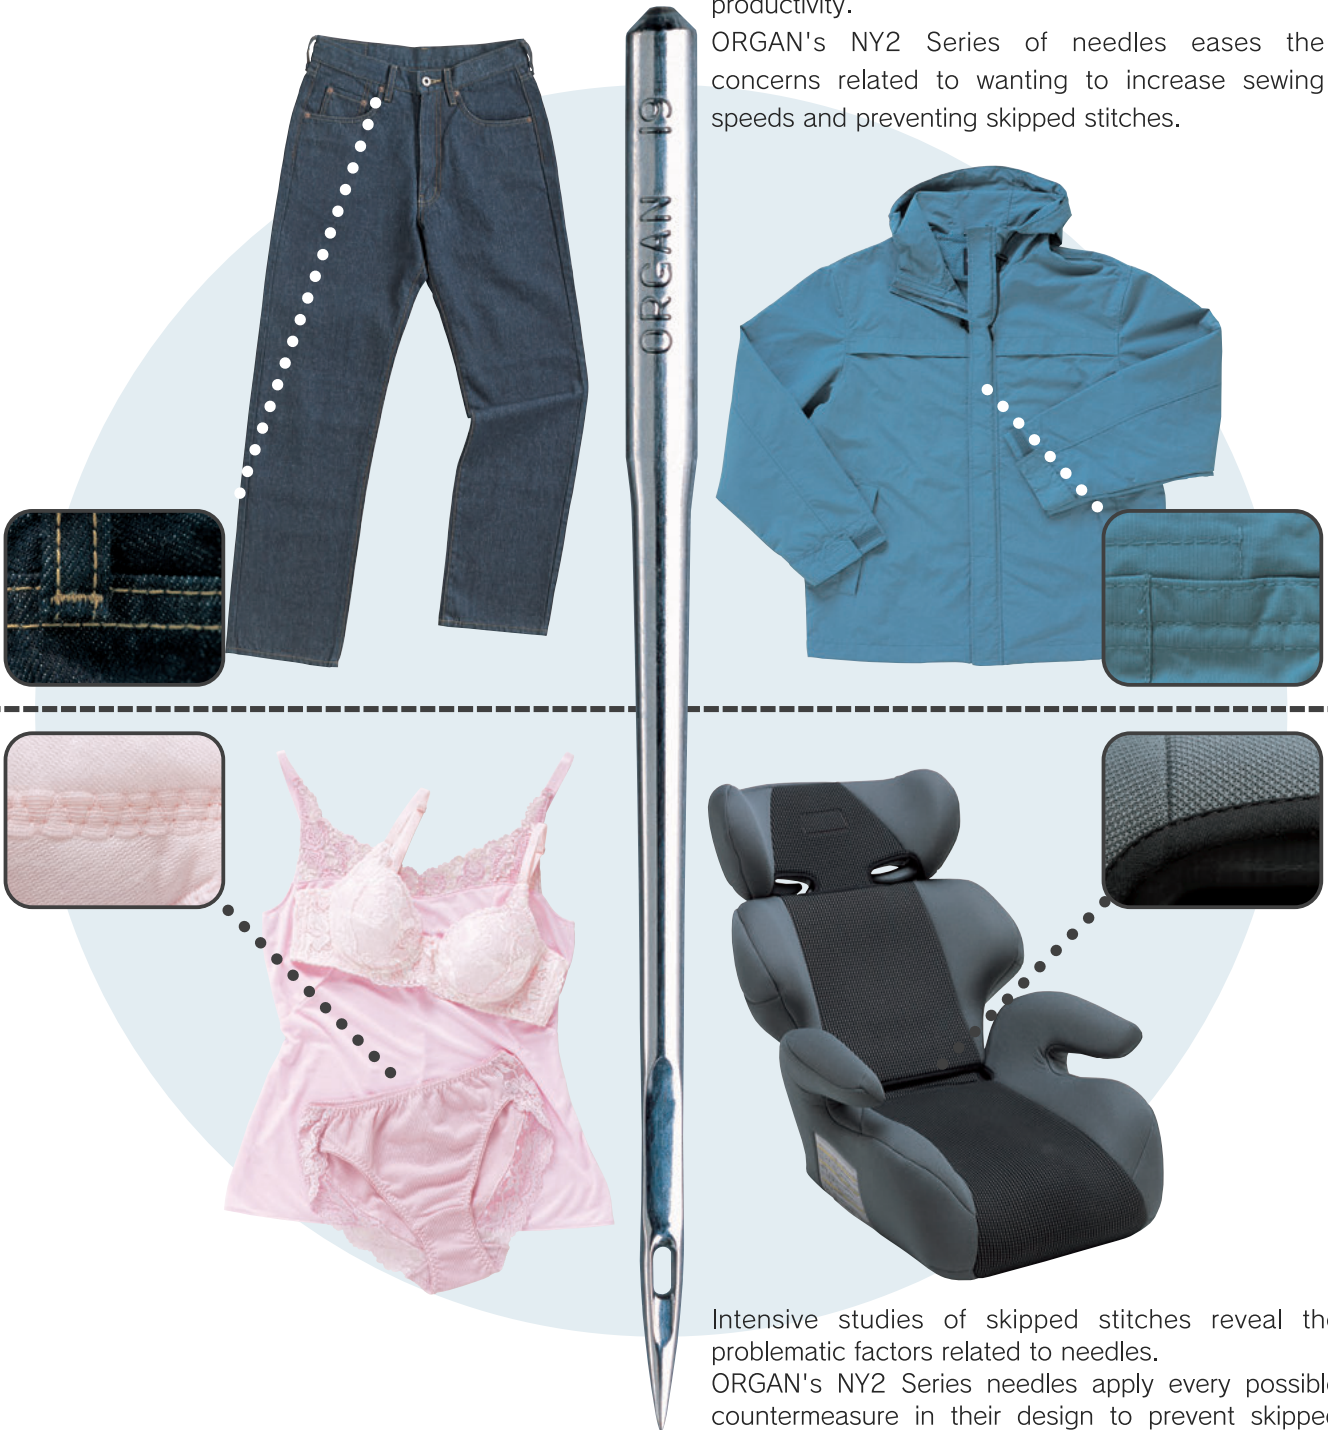 productivity.
ORGAN's NY2 Series of needles eases the
concerns related to wanting to increase sewing
speeds and preventing skipped stitches.
ORGAN 19
Intensive studies of skipped stitches reveal the
problematic factors related to needles.
ORGAN's NY2 Series needles apply every possible
countermeasure in their design to prevent skipped